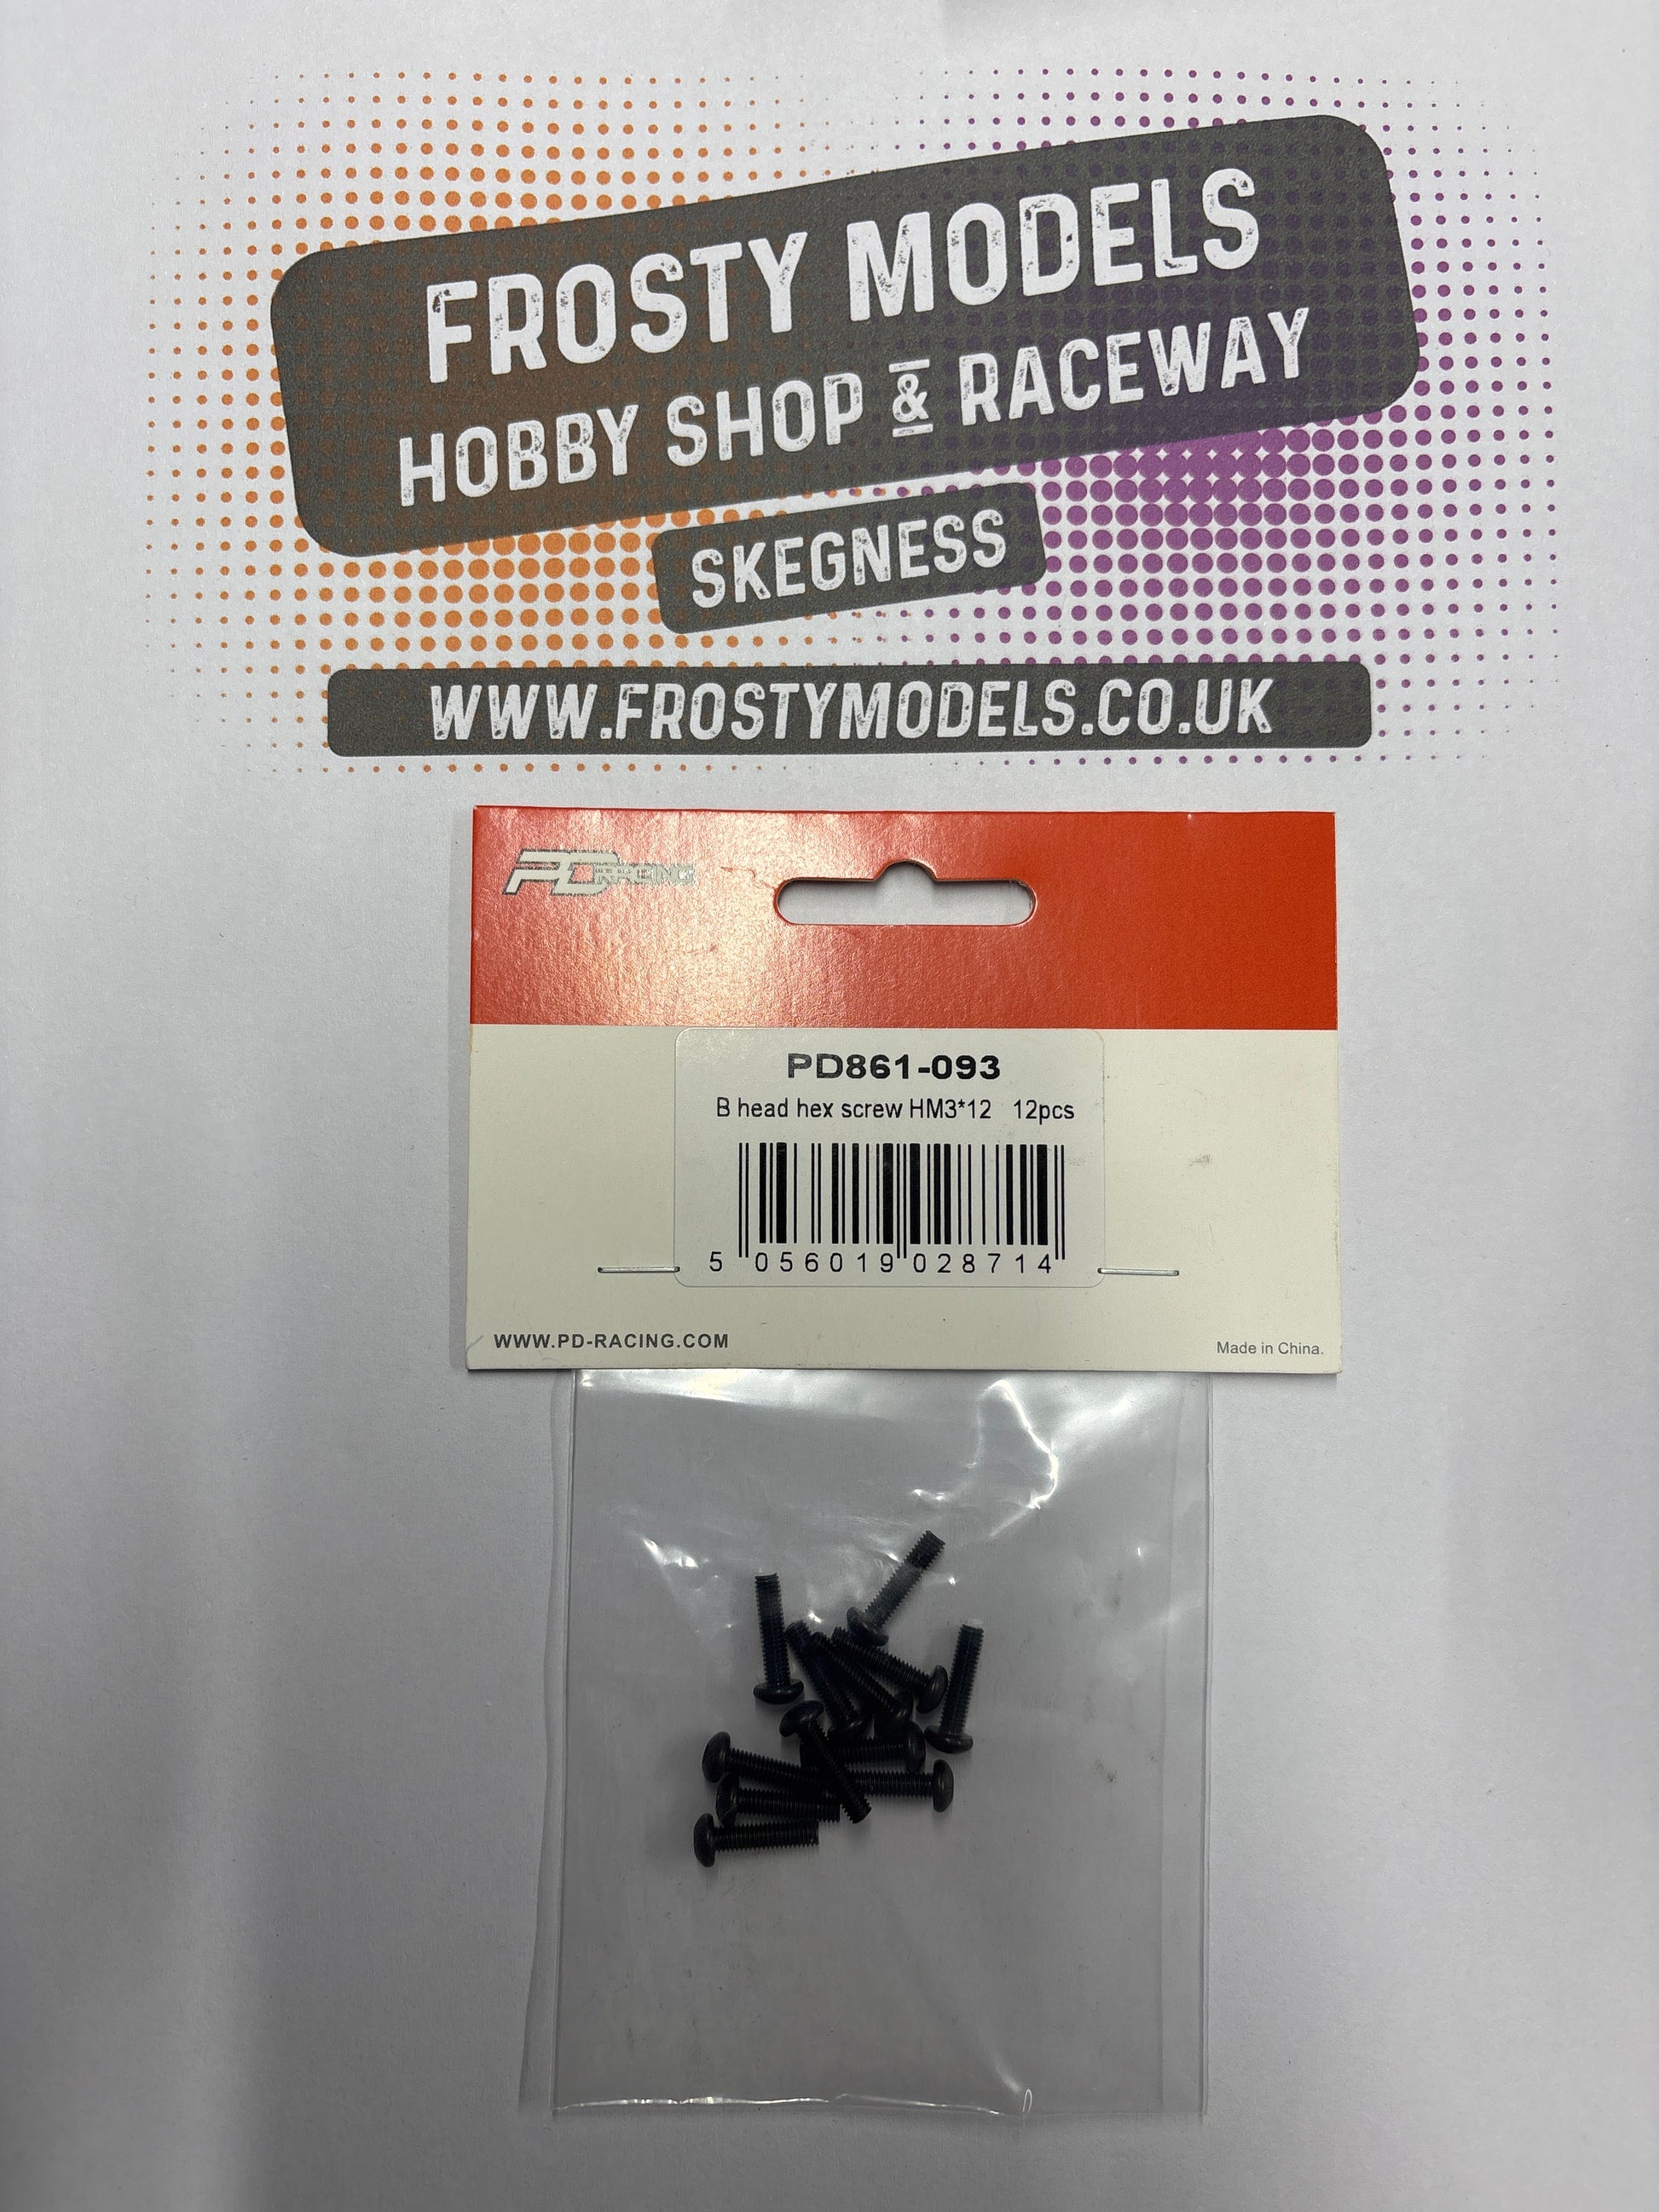 FROSTY MODELS
HOBBY SHOP & RACEWAY
SKEGNESS
WWW.FROSTYMODELS.CO.UK
PD RACING
PD861-093
B head hex screw HM3*12 12pcs
5 056019 028714
WWW.PD-RACING.COM
Made in China.